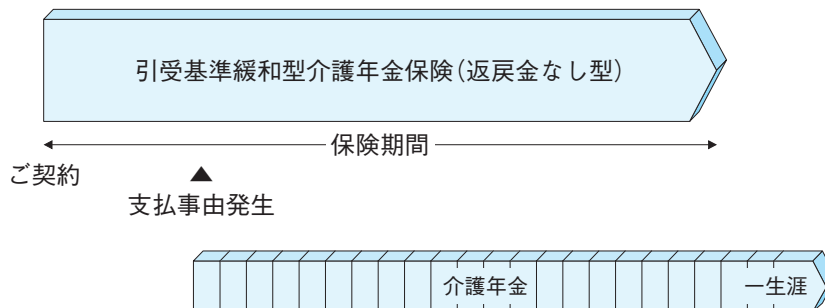 引受基準緩和型介護年金保険(返戻金なし型)
保険期間
ご契約
支払事由発生
介護年金
一生涯